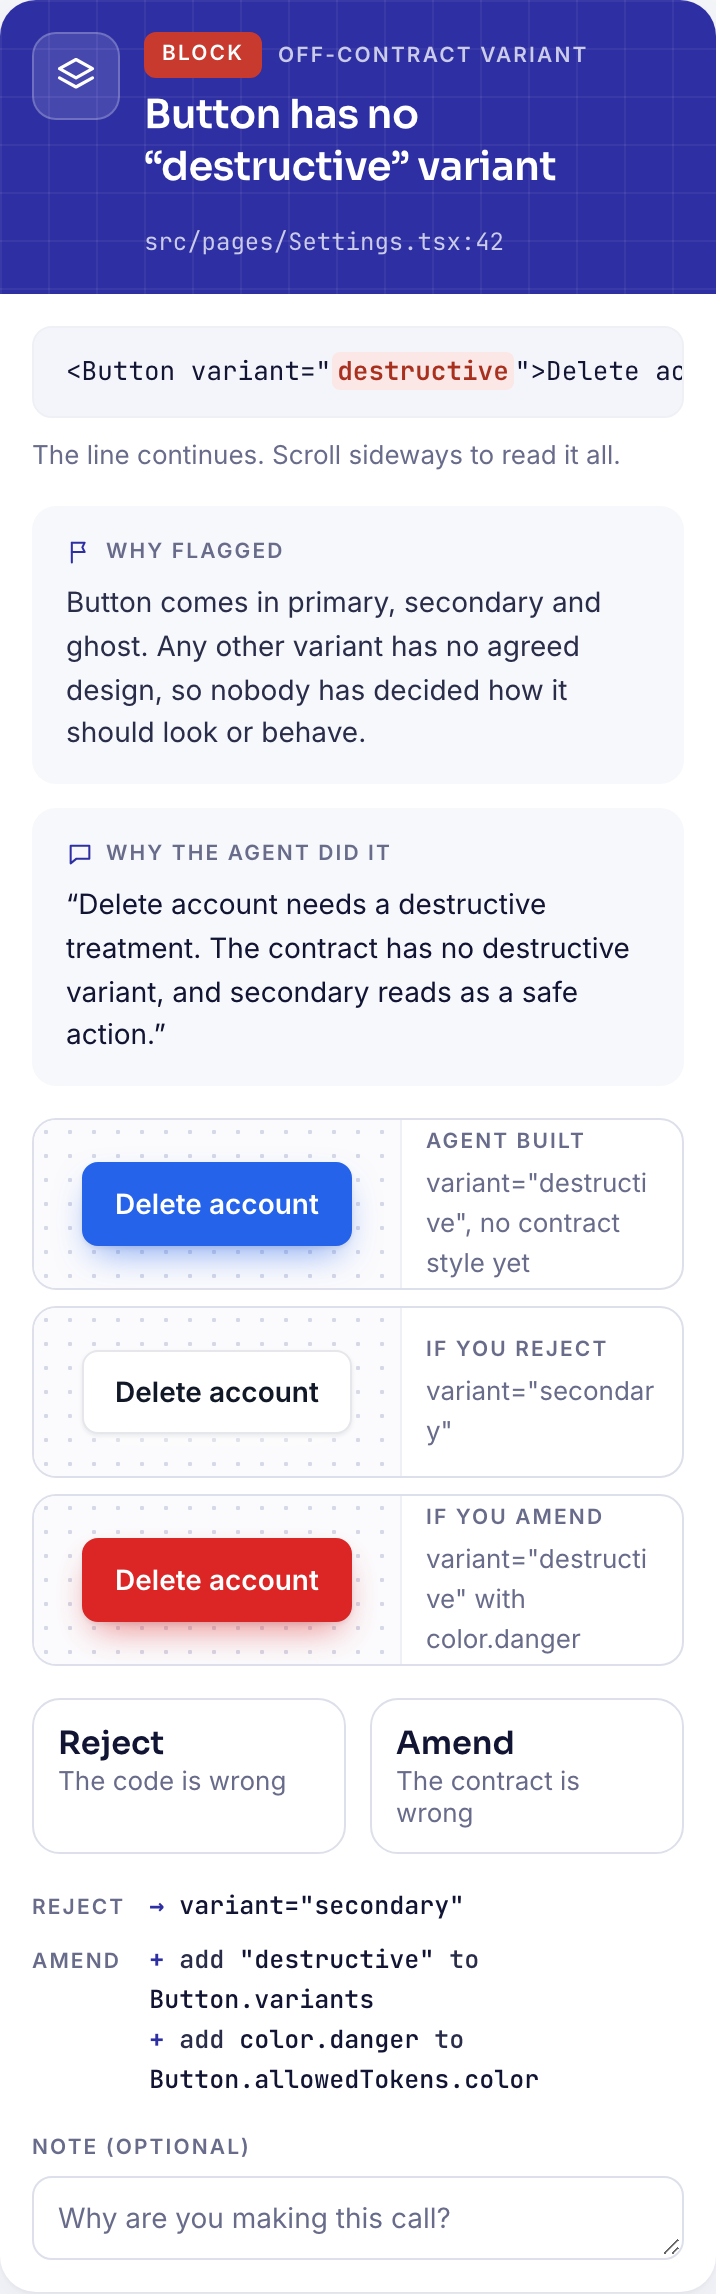 BLOCK OFF-CONTRACT VARIANT
Button has no
“destructive” variant
src/pages/Settings.tsx:42
<Button variant="destructive">Delete ac
The line continues. Scroll sideways to read it all.
WHY FLAGGED
Button comes in primary, secondary and
ghost. Any other variant has no agreed
design, so nobody has decided how it
should look or behave.
WHY THE AGENT DID IT
“Delete account needs a destructive
treatment. The contract has no destructive
variant, and secondary reads as a safe
action.”
Delete account
AGENT BUILT
variant="destructi
ve", no contract
style yet
Delete account
IF YOU REJECT
variant="secondar
y"
Delete account
IF YOU AMEND
variant="destructi
ve" with
color.danger
Reject
The code is wrong
Amend
The contract is
wrong
REJECT → variant="secondary"
AMEND + add "destructive" to
Button.variants
+ add color.danger to
Button.allowedTokens.color
NOTE (OPTIONAL)
Why are you making this call?